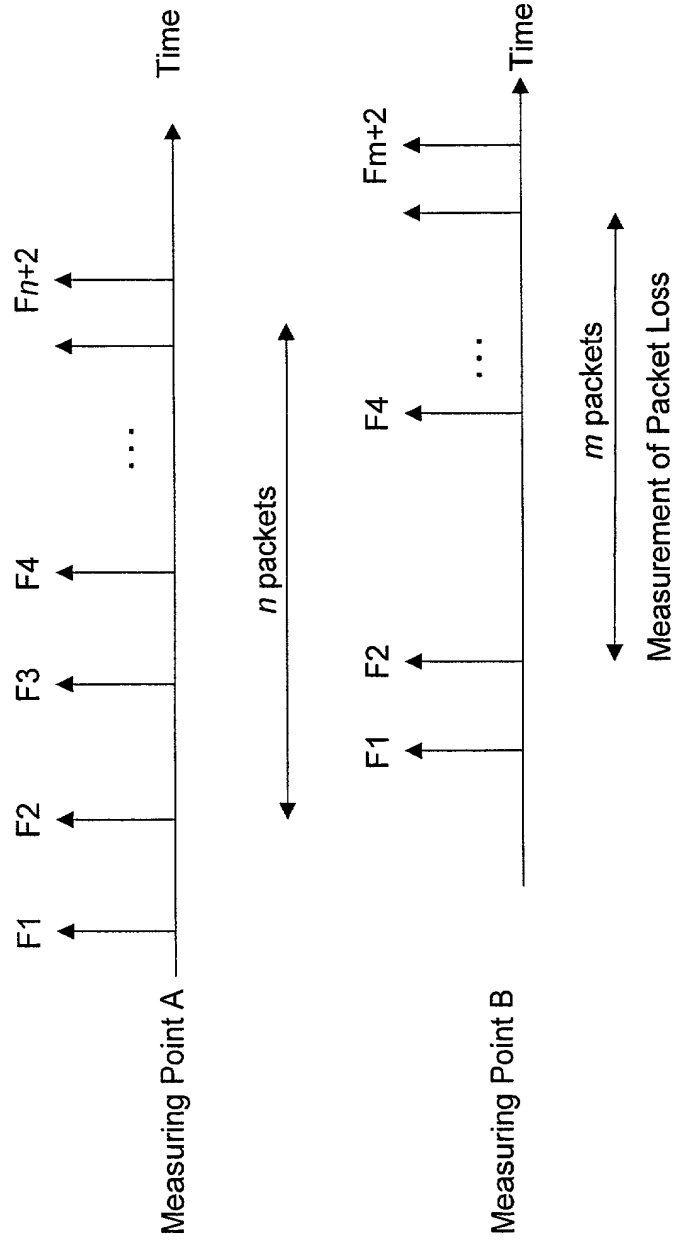 Measuring Point A
F1
F2
F3
F4
...
Fn+2
Time
n packets
Measuring Point B
F1
F2
F4
...
Fm+2
Time
m packets
Measurement of Packet Loss